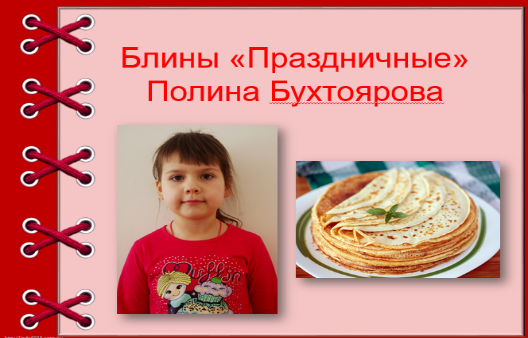 Блины «Праздничные»
Полина Бухтоярова